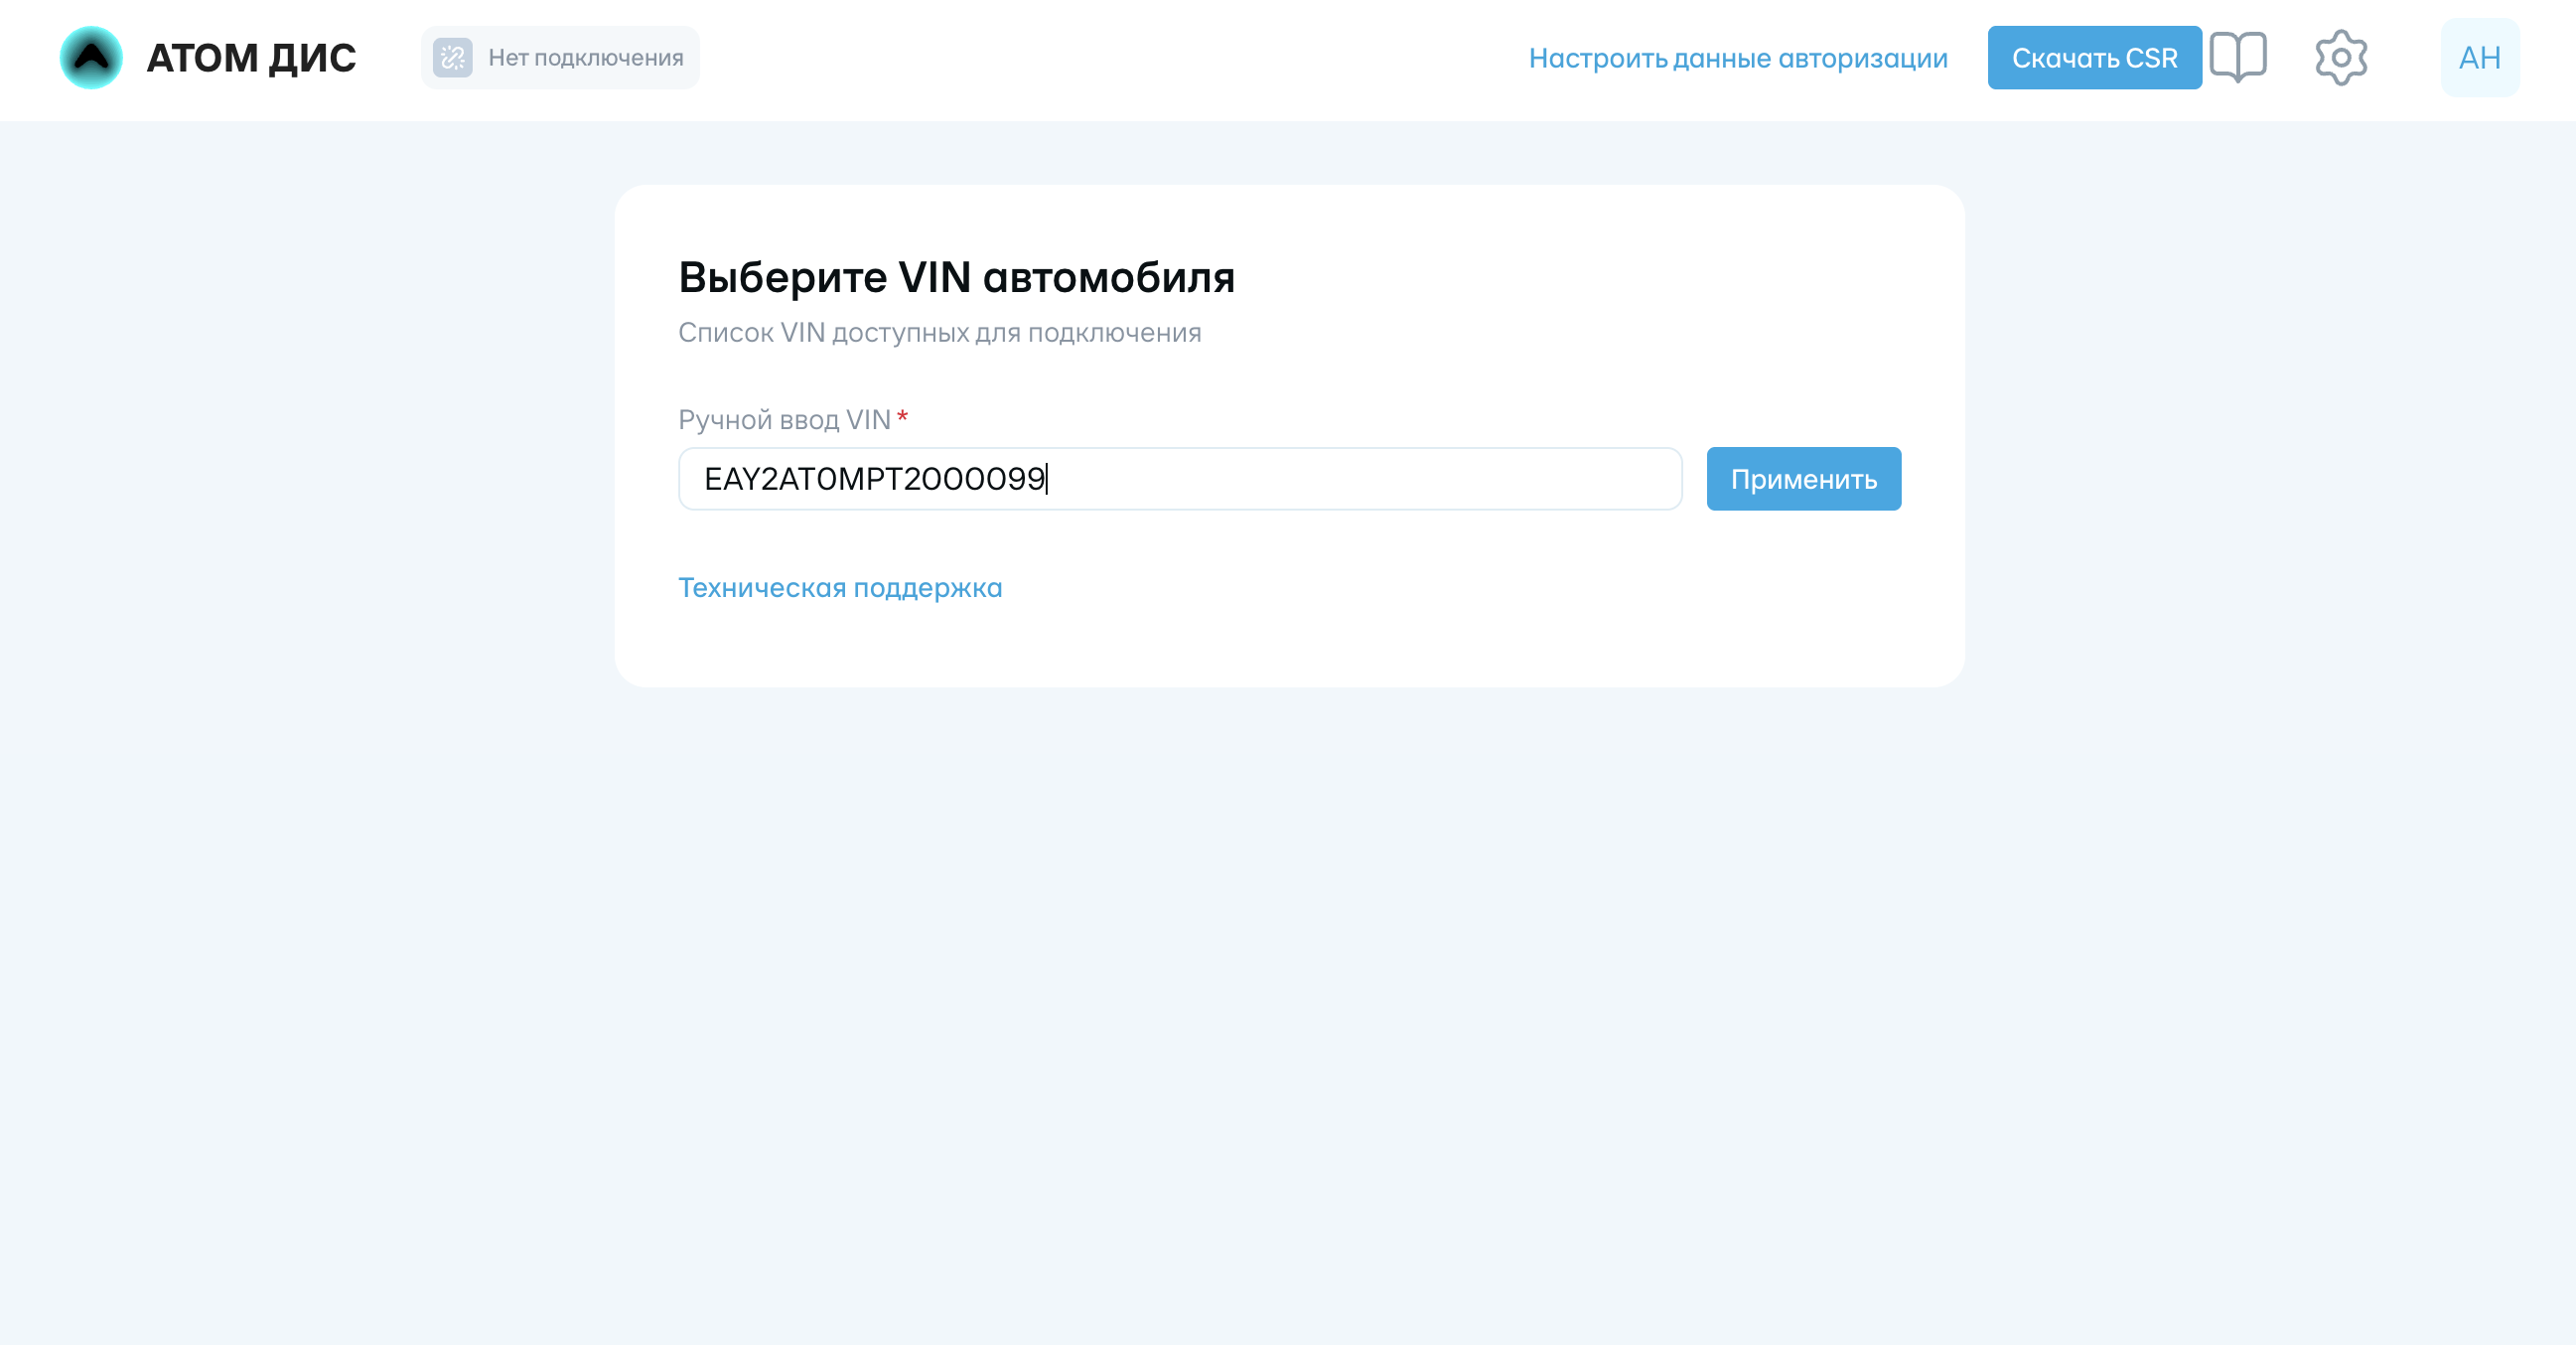 АТОМ ДИС
Нет подключения
Настроить данные авторизации
Скачать CSR
АН
Выберите VIN автомобиля
Список VIN доступных для подключения
Ручной ввод VIN *
EAY2AT0MPT2000099
Применить
Техническая поддержка